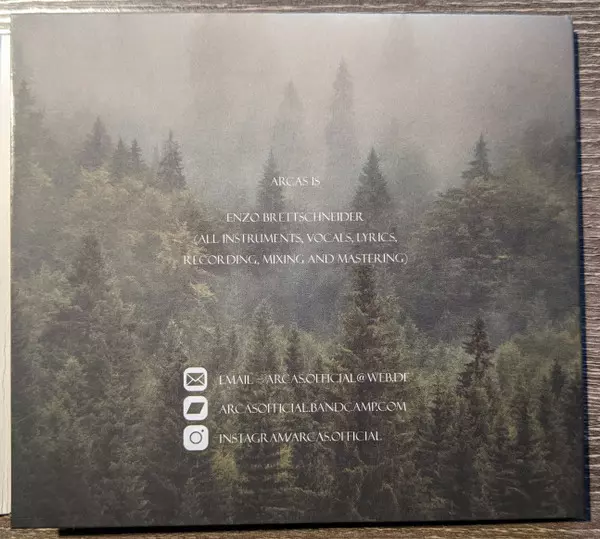 ARCAS IS
ENZO BRETTSCHNEIDER
(ALL INSTRUMENTS, VOCALS, LYRICS,
RECORDING, MIXING AND MASTERING)
EMAIL - ARCAS.OFFICIAL@WEB.DE
ARCASOFFICIAL.BANDCAMP.COM
INSTAGRAM/ARCAS.OFFICIAL